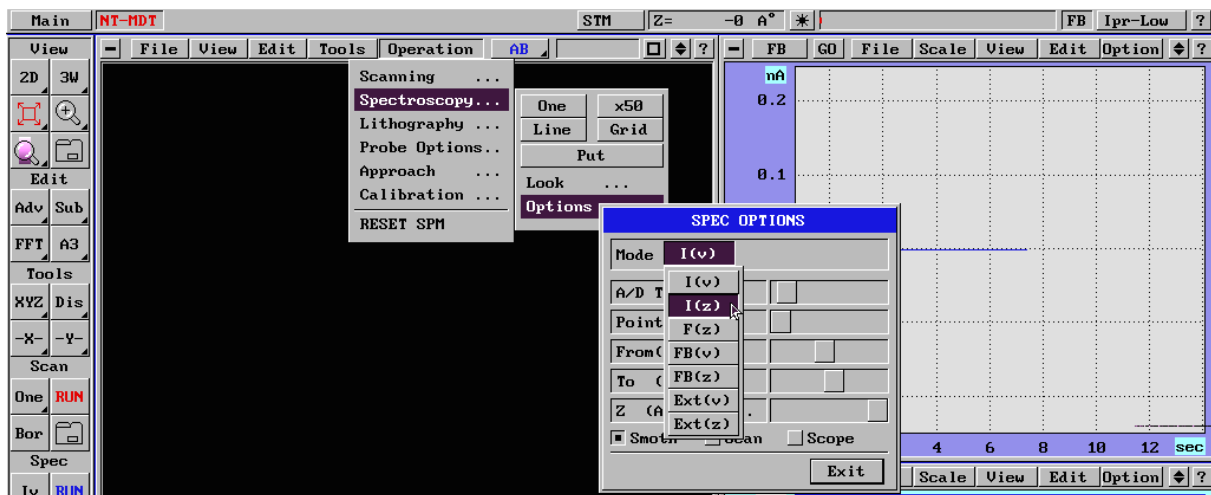 Main NT-MDT STM Z= -0 A° FB Ipr-Low ?
View - File View Edit Tools Operation AB ? - FB GO File Scale View Edit Option ?
2D 3W
Edit
Adv Sub
FFT A3
Tools
XYZ Dis
-X- -Y-
Scan
One RUN
Bor
Spec
Iv RUN
Scanning ...
Spectroscopy...
Lithography ...
Probe Options..
Approach ...
Calibration ...
RESET SPM
One x50
Line Grid
Put
Look ...
Options
SPEC OPTIONS
Mode I(v)
A/D T
Point
From(
To (
Z (A .
I(v)
I(z)
F(z)
FB(v)
FB(z)
Ext(v)
Ext(z)
Smoth Scan Scope
Exit
nA
0.2
0.1
4 6 8 10 12 sec
Scale View Edit Option ?